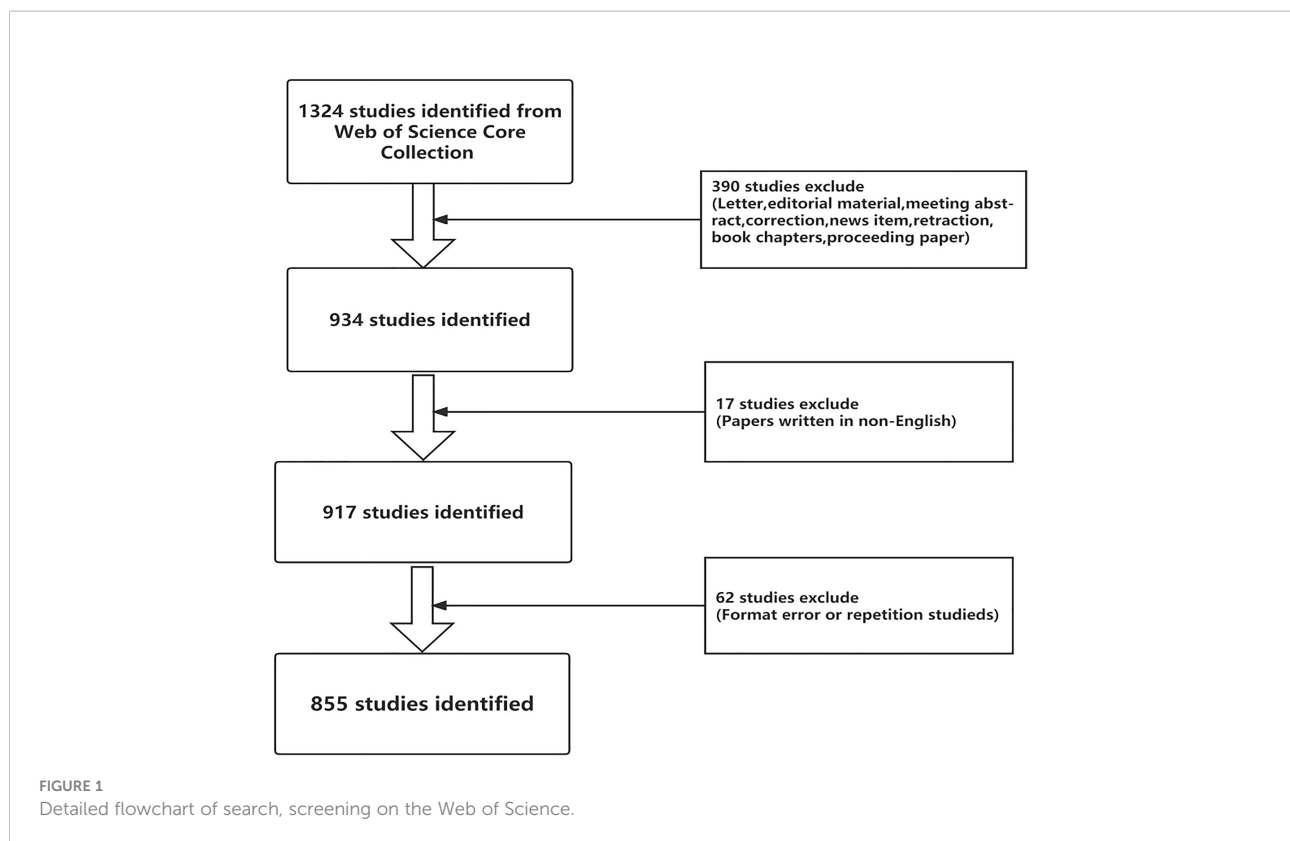 1324 studies identified from
Web of Science Core
Collection
390 studies exclude
(Letter,editorial material,meeting abst-
ract,correction,news item,retraction,
book chapters,proceeding paper)
934 studies identified
17 studies exclude
(Papers written in non-English)
917 studies identified
62 studies exclude
(Format error or repetition studieds)
855 studies identified
FIGURE 1
Detailed flowchart of search, screening on the Web of Science.